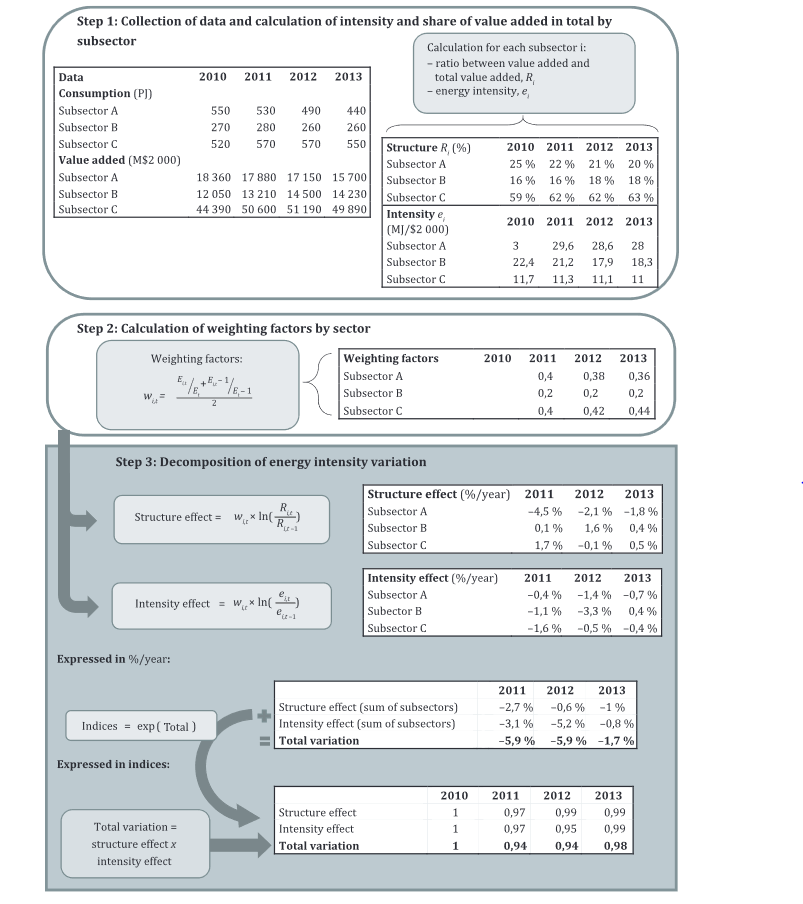 Step 1: Collection of data and calculation of intensity and share of value added in total by
subsector
Calculation for each subsector i:
– ratio between value added and
total value added, R_i
– energy intensity, e_i
Data 2010 2011 2012 2013
Consumption (PJ)
Subsector A 550 530 490 440
Subsector B 270 280 260 260
Subsector C 520 570 570 550
Value added (M$2 000)
Subsector A 18 360 17 880 17 150 15 700
Subsector B 12 050 13 210 14 500 14 230
Subsector C 44 390 50 600 51 190 49 890
Structure R_i (%) 2010 2011 2012 2013
Subsector A 25 % 22 % 21 % 20 %
Subsector B 16 % 16 % 18 % 18 %
Subsector C 59 % 62 % 62 % 63 %
Intensity e_i
(MJ/$2 000) 2010 2011 2012 2013
Subsector A 3 29,6 28,6 28
Subsector B 22,4 21,2 17,9 18,3
Subsector C 11,7 11,3 11,1 11
Step 2: Calculation of weighting factors by sector
Weighting factors:
w_i,t = (E_i,t/E_t + E_i,t – 1/E_t – 1) / 2
Weighting factors 2010 2011 2012 2013
Subsector A 0,4 0,38 0,36
Subsector B 0,2 0,2 0,2
Subsector C 0,4 0,42 0,44
Step 3: Decomposition of energy intensity variation
Structure effect = w_i,t × ln(R_i,t / R_i,t–1)
Structure effect (%/year) 2011 2012 2013
Subsector A –4,5 % –2,1 % –1,8 %
Subsector B 0,1 % 1,6 % 0,4 %
Subsector C 1,7 % –0,1 % 0,5 %
Intensity effect = w_i,t × ln(e_i,t / e_i,t–1)
Intensity effect (%/year) 2011 2012 2013
Subsector A –0,4 % –1,4 % –0,7 %
Subector B –1,1 % –3,3 % 0,4 %
Subsector C –1,6 % –0,5 % –0,4 %
Expressed in %/year:
2011 2012 2013
+ Structure effect (sum of subsectors) –2,7 % –0,6 % –1 %
Intensity effect (sum of subsectors) –3,1 % –5,2 % –0,8 %
= Total variation –5,9 % –5,9 % –1,7 %
Indices = exp( Total )
Expressed in indices:
2010 2011 2012 2013
Structure effect 1 0,97 0,99 0,99
Intensity effect 1 0,97 0,95 0,99
Total variation 1 0,94 0,94 0,98
Total variation =
structure effect x
intensity effect